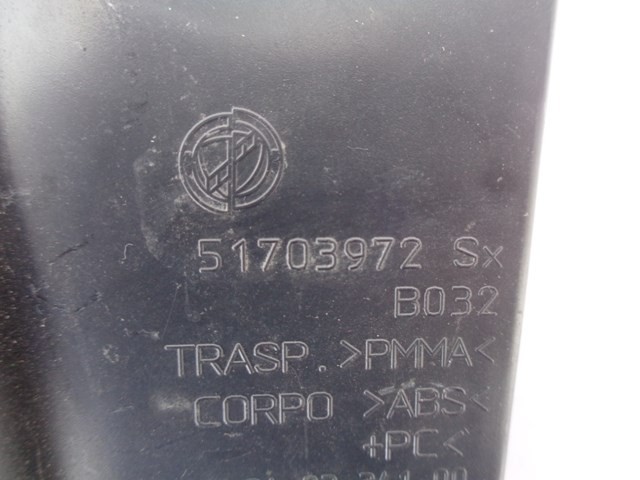 51703972 Sx
B032
TRASP. >PMMA<
CORPO >ABS<
+PC<